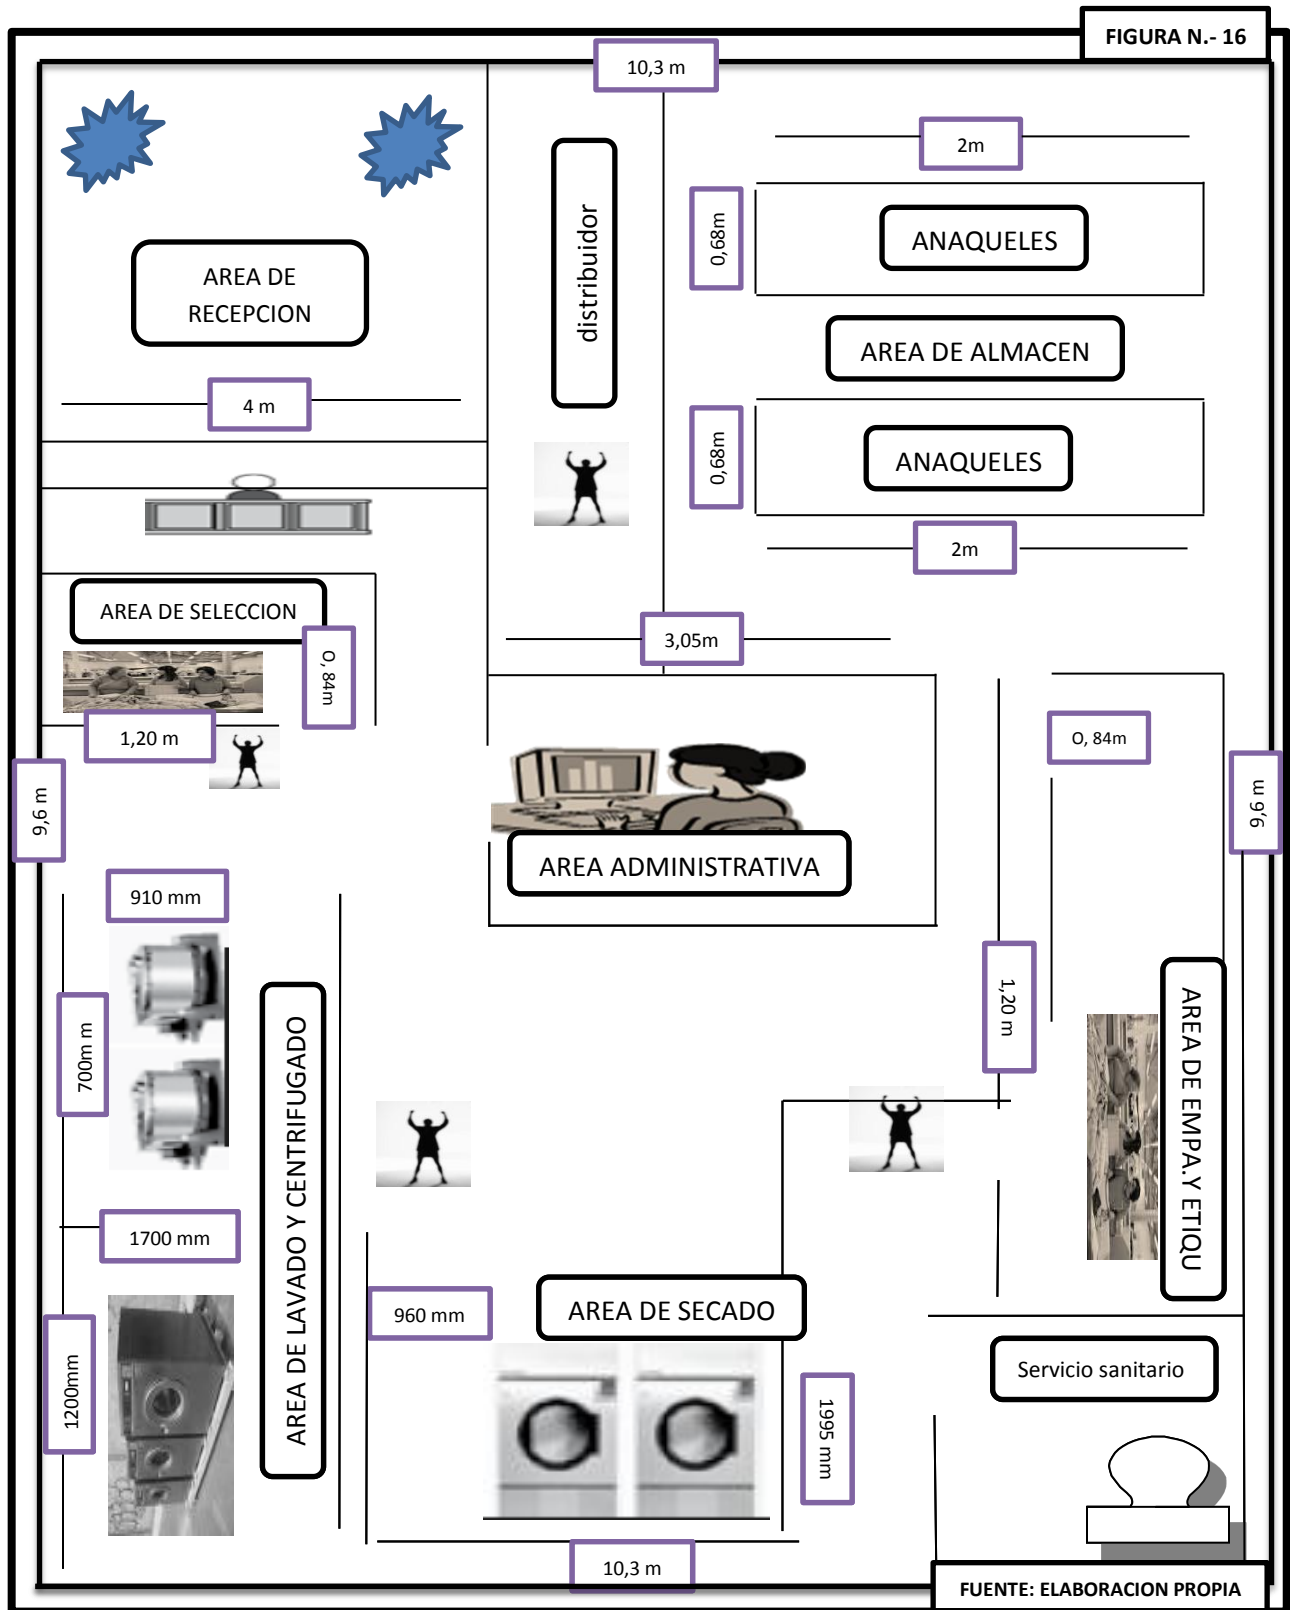 FIGURA N.- 16
10,3 m
2m
0,68m
ANAQUELES
distribuidor
AREA DE
RECEPCION
AREA DE ALMACEN
4 m
0,68m
ANAQUELES
2m
AREA DE SELECCION
O, 84m
3,05m
1,20 m
O, 84m
9,6 m
9,6 m
AREA ADMINISTRATIVA
910 mm
700m m
1,20 m
AREA DE EMPA.Y ETIQU
AREA DE LAVADO Y CENTRIFUGADO
1700 mm
960 mm
AREA DE SECADO
1200mm
1995 mm
Servicio sanitario
10,3 m
FUENTE: ELABORACION PROPIA